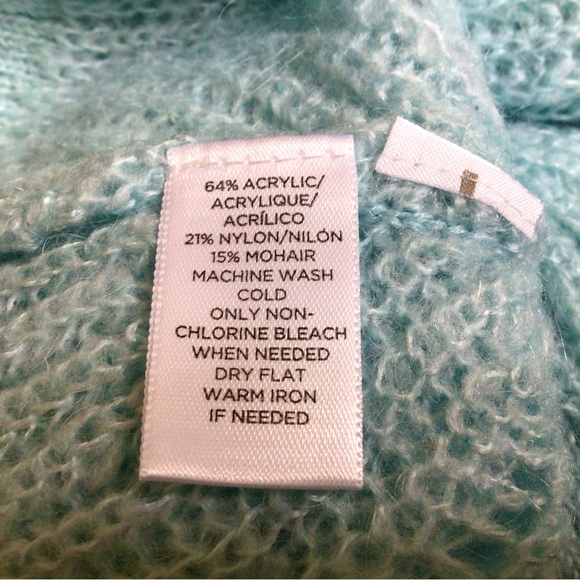 64% ACRYLIC/
ACRYLIQUE/
ACRÍLICO
21% NYLON/NILÓN
15% MOHAIR
MACHINE WASH
COLD
ONLY NON-
CHLORINE BLEACH
WHEN NEEDED
DRY FLAT
WARM IRON
IF NEEDED